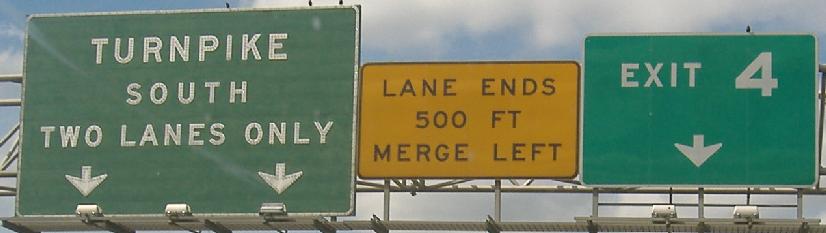 TURNPIKE
SOUTH
TWO LANES ONLY
LANE ENDS
500 FT
MERGE LEFT
EXIT 4